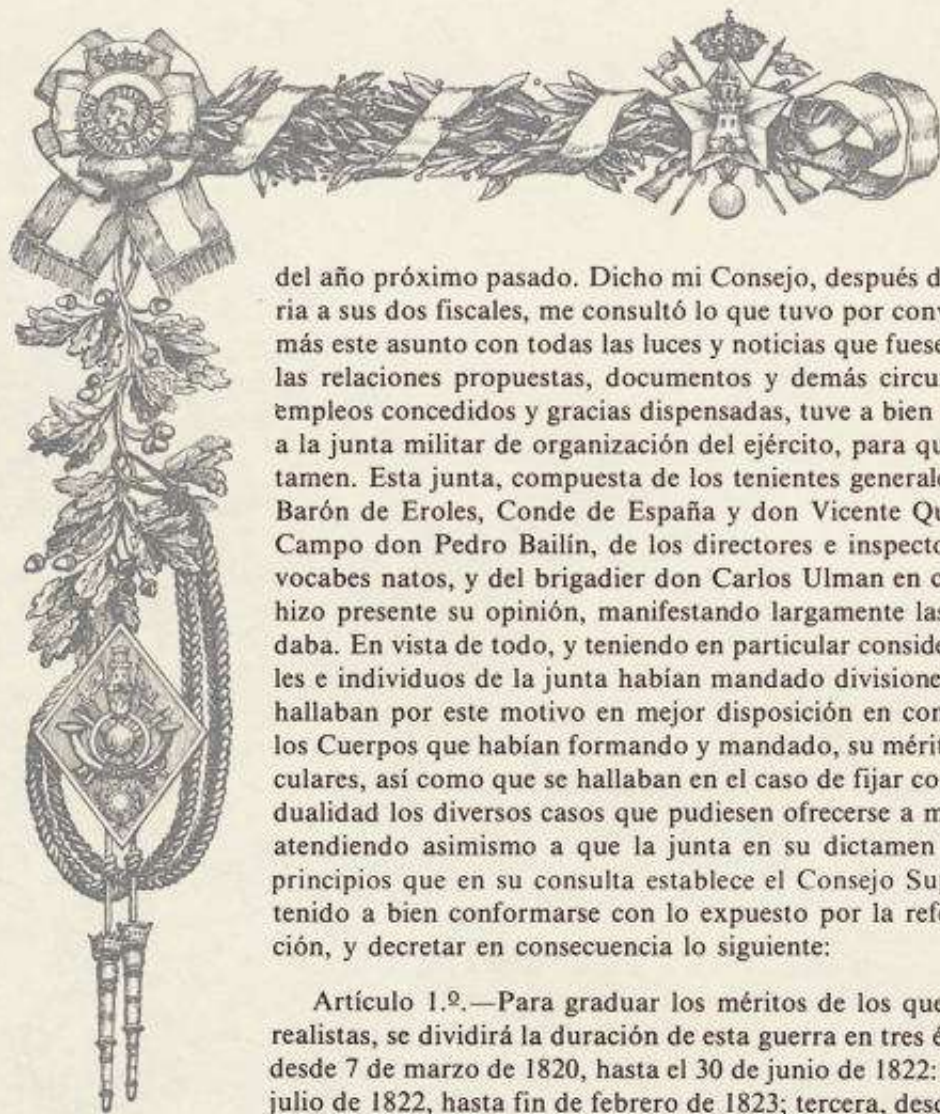 del año próximo pasado. Dicho mi Consejo, después d
ria a sus dos fiscales, me consultó lo que tuvo por conv
más este asunto con todas las luces y noticias que fuese
las relaciones propuestas, documentos y demás circu
empleos concedidos y gracias dispensadas, tuve a bien
a la junta militar de organización del ejército, para qu
tamen. Esta junta, compuesta de los tenientes generale
Barón de Eroles, Conde de España y don Vicente Qu
Campo don Pedro Bailín, de los directores e inspecto
vocabes natos, y del brigadier don Carlos Ulman en c
hizo presente su opinión, manifestando largamente las
daba. En vista de todo, y teniendo en particular conside
les e individuos de la junta habían mandado divisione
hallaban por este motivo en mejor disposición en con
los Cuerpos que habían formando y mandado, su mérit
culares, así como que se hallaban en el caso de fijar co
dualidad los diversos casos que pudiesen ofrecerse a m
atendiendo asimismo a que la junta en su dictamen
principios que en su consulta establece el Consejo Su
tenido a bien conformarse con lo expuesto por la refe
ción, y decretar en consecuencia lo siguiente:
Artículo 1.º.—Para graduar los méritos de los que
realistas, se dividirá la duración de esta guerra en tres é
desde 7 de marzo de 1820, hasta el 30 de junio de 1822:
julio de 1822, hasta fin de febrero de 1823; tercera, desd